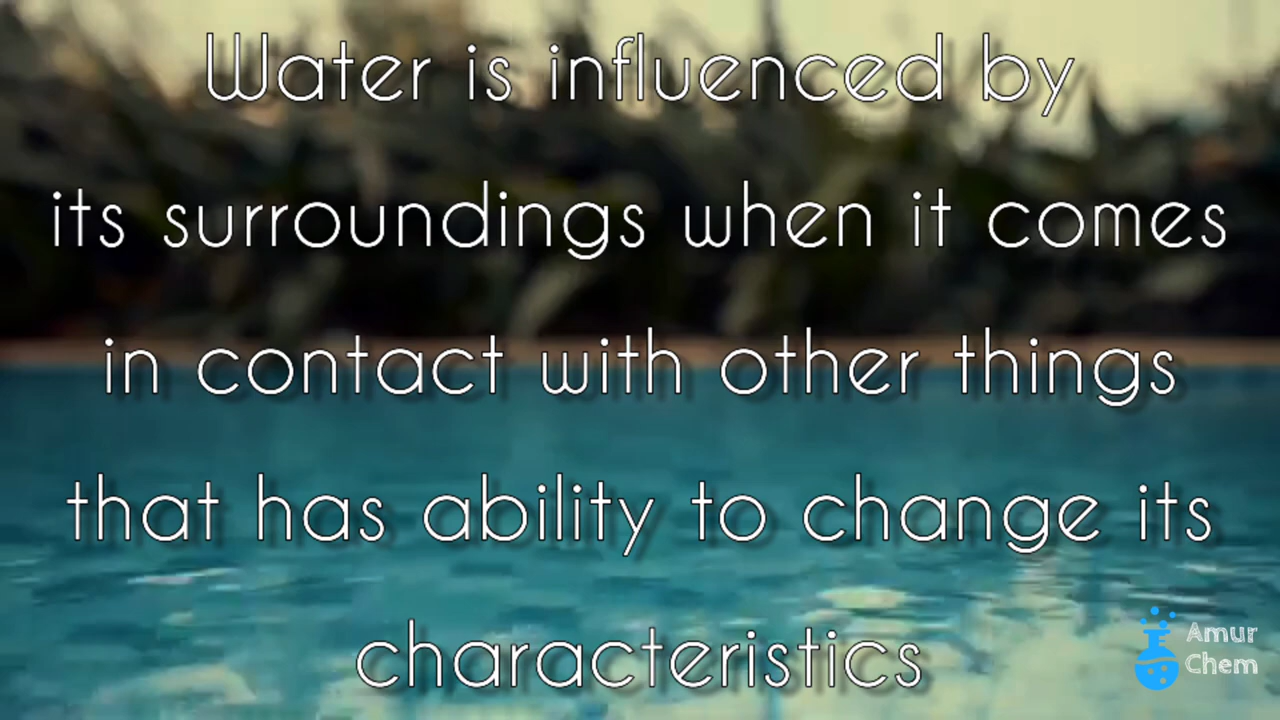 Water is influenced by
its surroundings when it comes
in contact with other things
that has ability to change its
characteristics
Amur
Chem